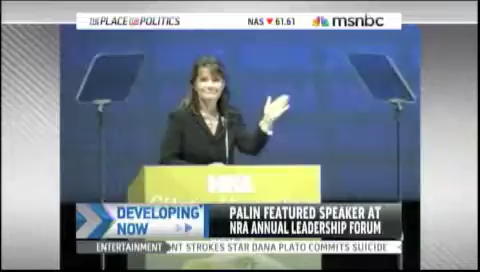 THE PLACE FOR POLITICS
NAS ▼ 61.61
msnbc
NRA
DEVELOPING
NOW
PALIN FEATURED SPEAKER AT
NRA ANNUAL LEADERSHIP FORUM
ENTERTAINMENT
NT STROKES STAR DANA PLATO COMMITS SUICIDE